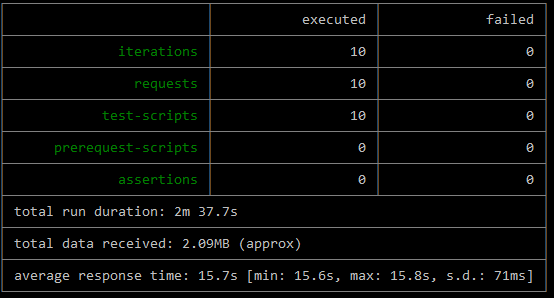 executed failed
iterations 10 0
requests 10 0
test-scripts 10 0
prerequest-scripts 0 0
assertions 0 0
total run duration: 2m 37.7s
total data received: 2.09MB (approx)
average response time: 15.7s [min: 15.6s, max: 15.8s, s.d.: 71ms]